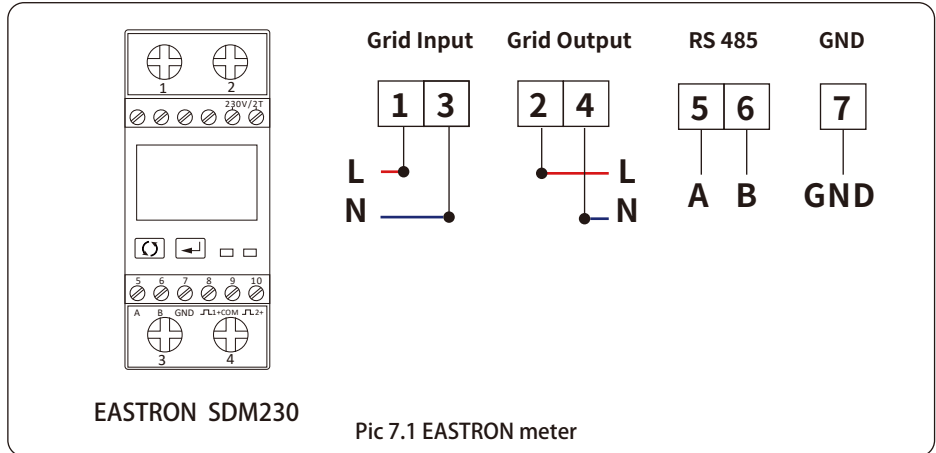 Grid Input Grid Output RS 485 GND
1 2
230V/2T
1 3 2 4 5 6 7
L L
N N
A B GND
5 6 7 8 9 10
A B GND 1+COM 2+
3 4
EASTRON SDM230
Pic 7.1 EASTRON meter